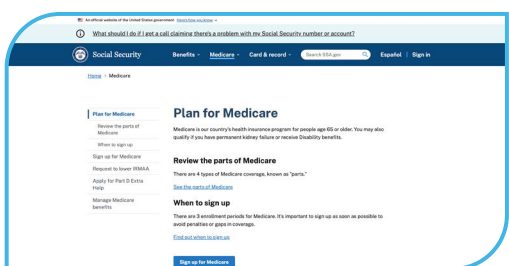 An official website of the United States government Here's how you know
What should I do if I get a call claiming there's a problem with my Social Security number or account?
Social Security
Benefits
Medicare
Card & record
Search SSA.gov
Español
Sign in
Home
Medicare
Plan for Medicare
Review the parts of
Medicare
When to sign up
Sign up for Medicare
Request to lower IRMAA
Apply for Part D Extra
Help
Manage Medicare
benefits
Plan for Medicare
Medicare is our country's health insurance program for people age 65 or older. You may also
qualify if you have permanent kidney failure or receive Disability benefits.
Review the parts of Medicare
There are 4 types of Medicare coverage, known as "parts."
See the parts of Medicare
When to sign up
There are 3 enrollment periods for Medicare. It's important to sign up as soon as possible to
avoid penalties or gaps in coverage.
Find out when to sign up
Sign up for Medicare